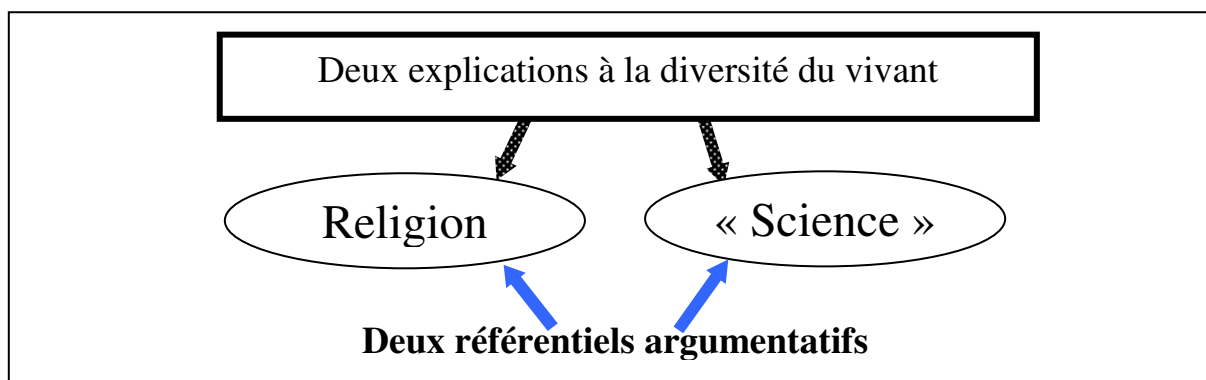 Deux explications à la diversité du vivant
Religion
« Science »
Deux référentiels argumentatifs